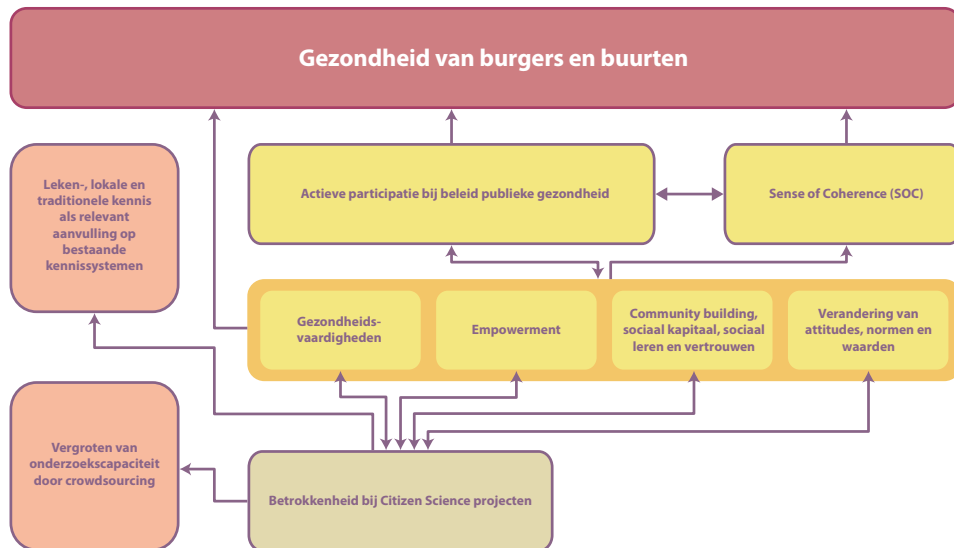 Gezondheid van burgers en buurten
Leken-, lokale en
traditionele kennis
als relevant
aanvulling op
bestaande
kennissystemen
Actieve participatie bij beleid publieke gezondheid
Sense of Coherence (SOC)
Gezondheids-
vaardigheden
Empowerment
Community building,
sociaal kapitaal, sociaal
leren en vertrouwen
Verandering van
attitudes, normen en
waarden
Vergroten van
onderzoekscapaciteit
door crowdsourcing
Betrokkenheid bij Citizen Science projecten